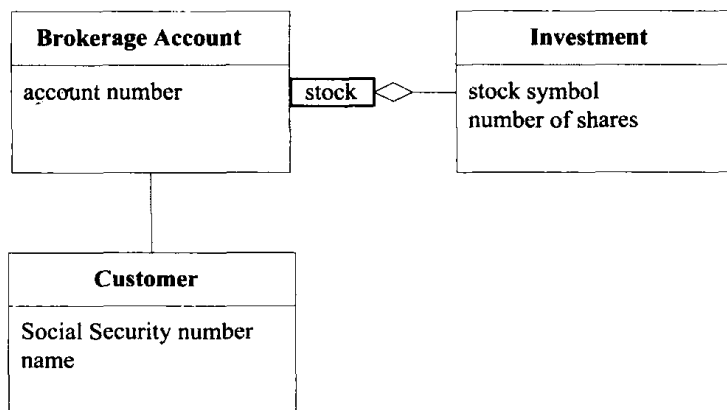 Brokerage Account
account number
stock
Investment
stock symbol
number of shares
Customer
Social Security number
name